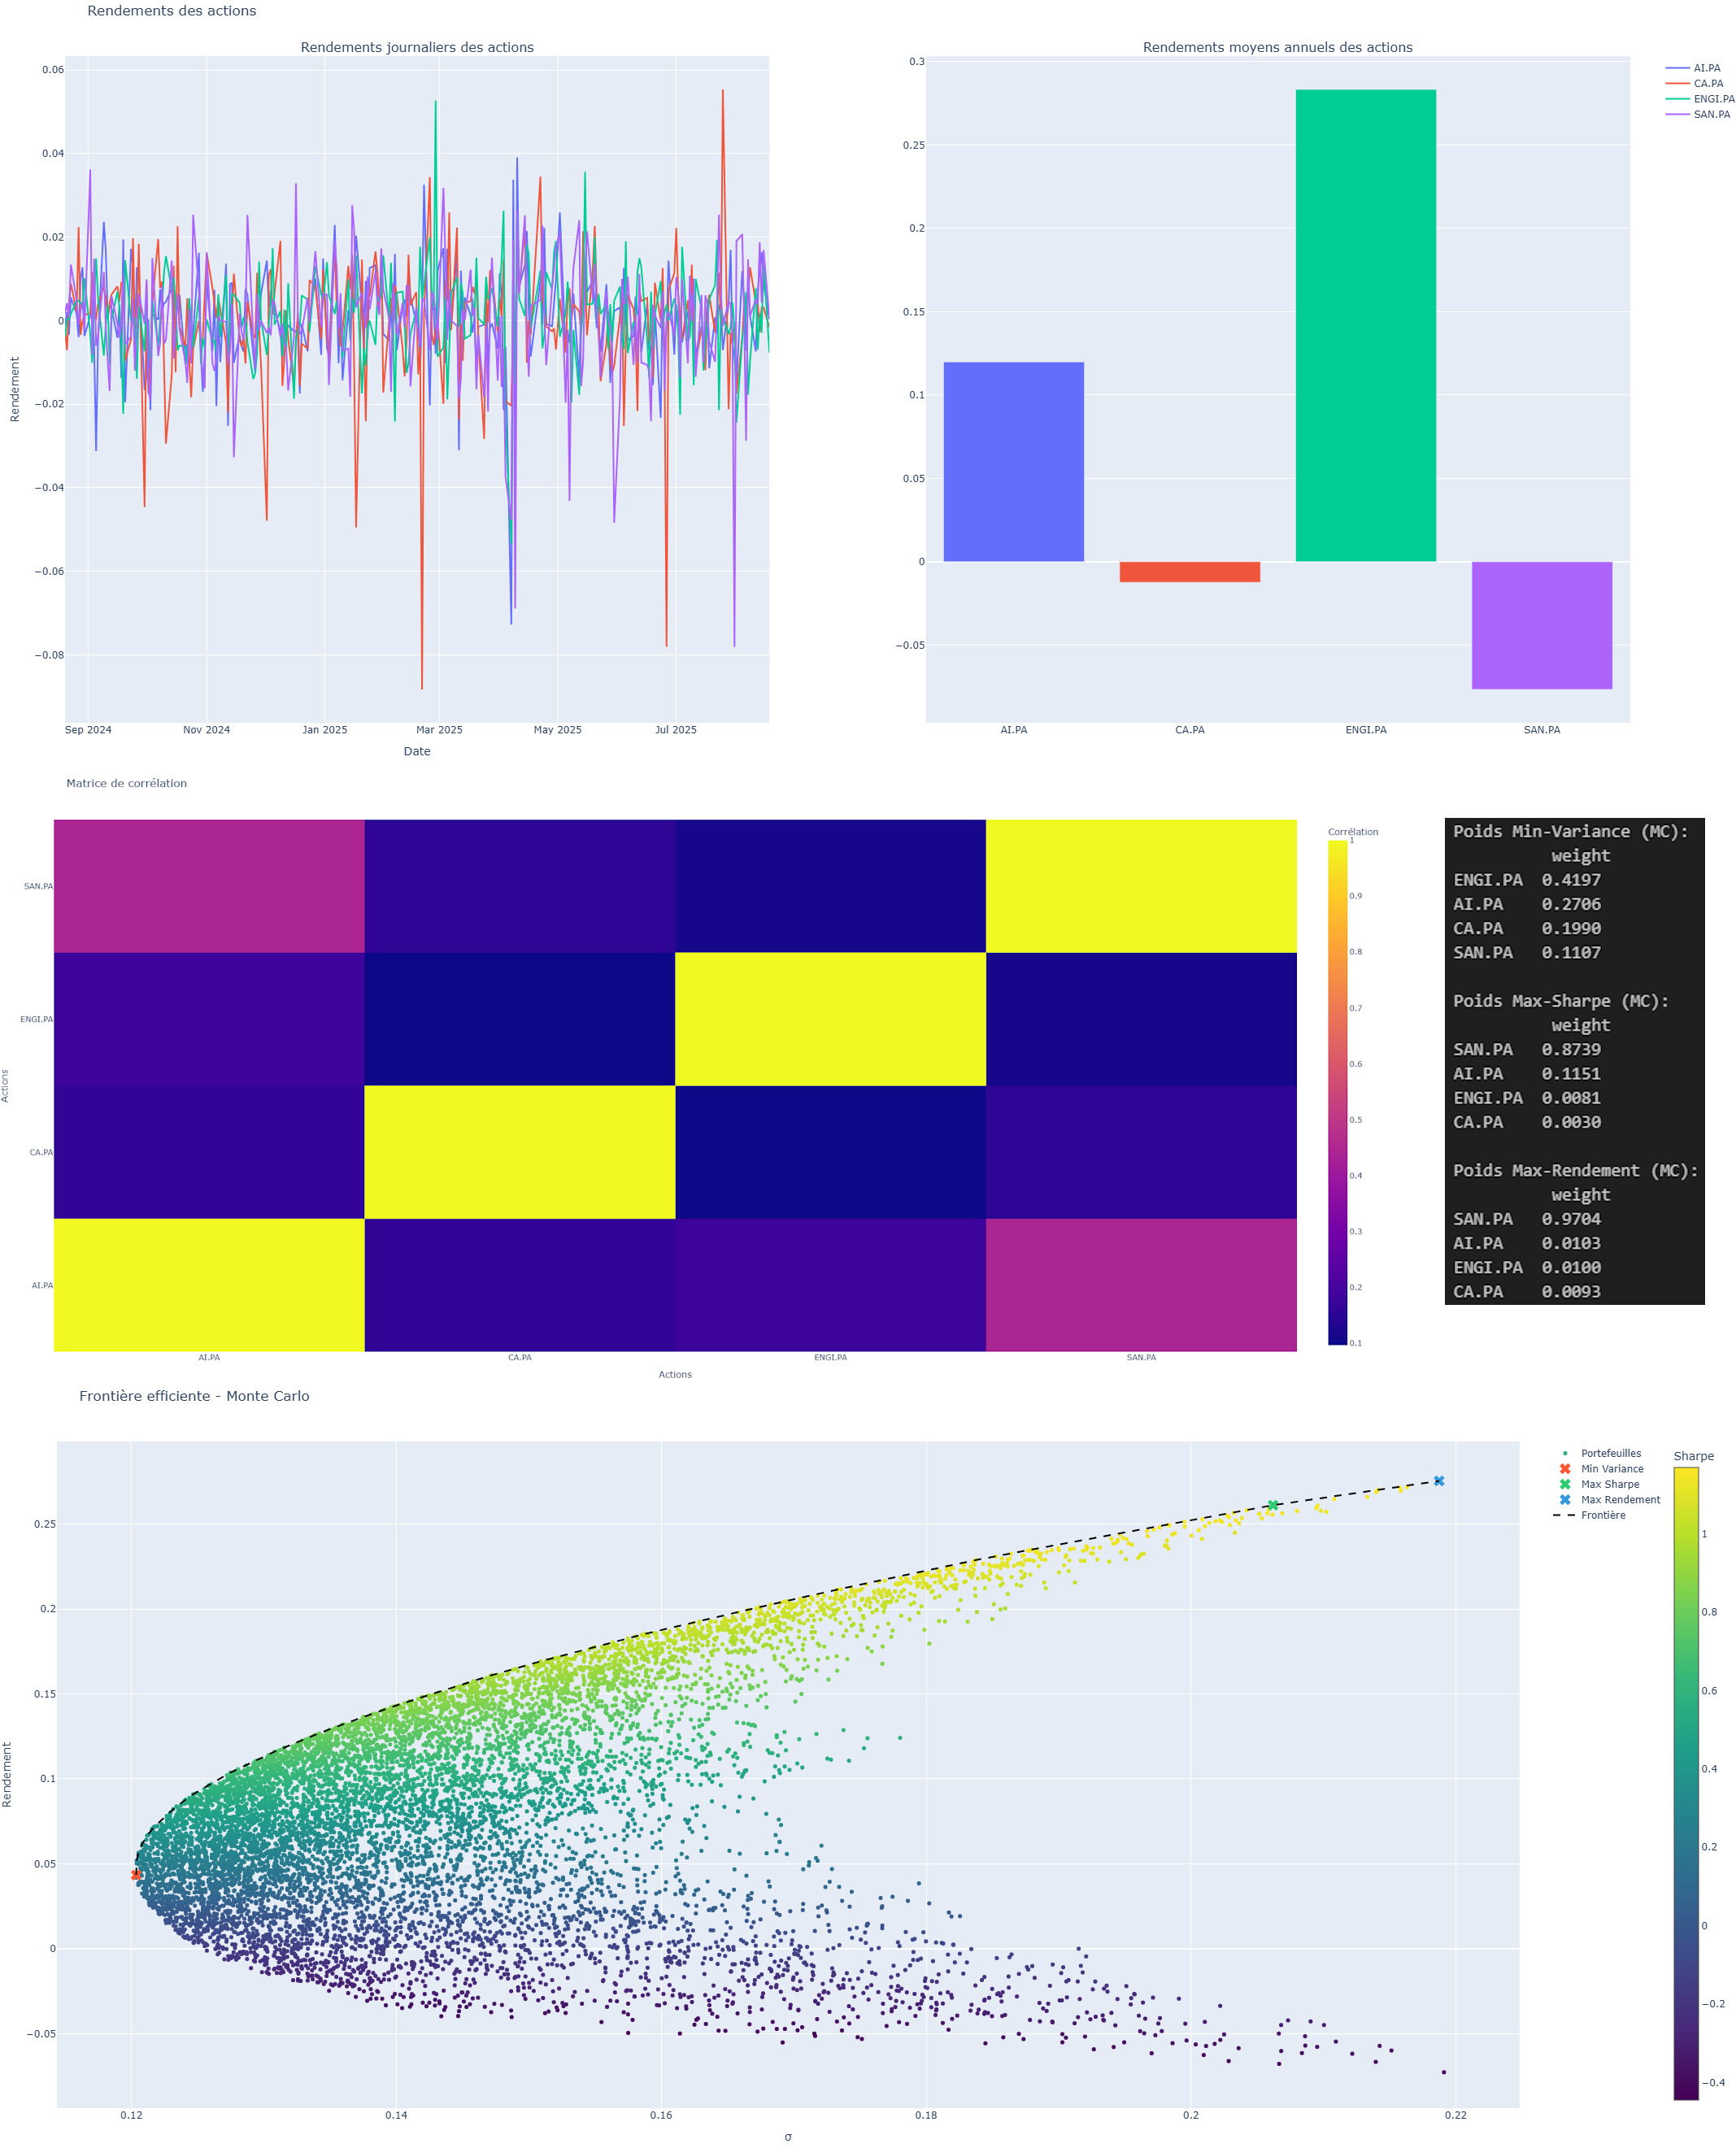 Rendements des actions
Rendements journaliers des actions
0.06
0.04
0.02
0
−0.02
−0.04
−0.06
−0.08
Rendement
Sep 2024
Nov 2024
Jan 2025
Mar 2025
May 2025
Jul 2025
Date
Rendements moyens annuels des actions
0.3
0.25
0.2
0.15
0.1
0.05
0
−0.05
AI.PA
CA.PA
ENGI.PA
SAN.PA
AI.PA
CA.PA
ENGI.PA
SAN.PA
Matrice de corrélation
SAN.PA
ENGI.PA
CA.PA
AI.PA
Actions
AI.PA
CA.PA
ENGI.PA
SAN.PA
Actions
Corrélation
1
0.9
0.8
0.7
0.6
0.5
0.4
0.3
0.2
0.1
Poids Min-Variance (MC):
weight
ENGI.PA 0.4197
AI.PA 0.2706
CA.PA 0.1990
SAN.PA 0.1107
Poids Max-Sharpe (MC):
weight
SAN.PA 0.8739
AI.PA 0.1151
ENGI.PA 0.0081
CA.PA 0.0030
Poids Max-Rendement (MC):
weight
SAN.PA 0.9704
AI.PA 0.0103
ENGI.PA 0.0100
CA.PA 0.0093
Frontière efficiente - Monte Carlo
0.25
0.2
0.15
0.1
0.05
0
−0.05
Rendement
0.12
0.14
0.16
0.18
0.2
0.22
σ
Portefeuilles
Min Variance
Max Sharpe
Max Rendement
Frontière
Sharpe
1
0.8
0.6
0.4
0.2
0
−0.2
−0.4